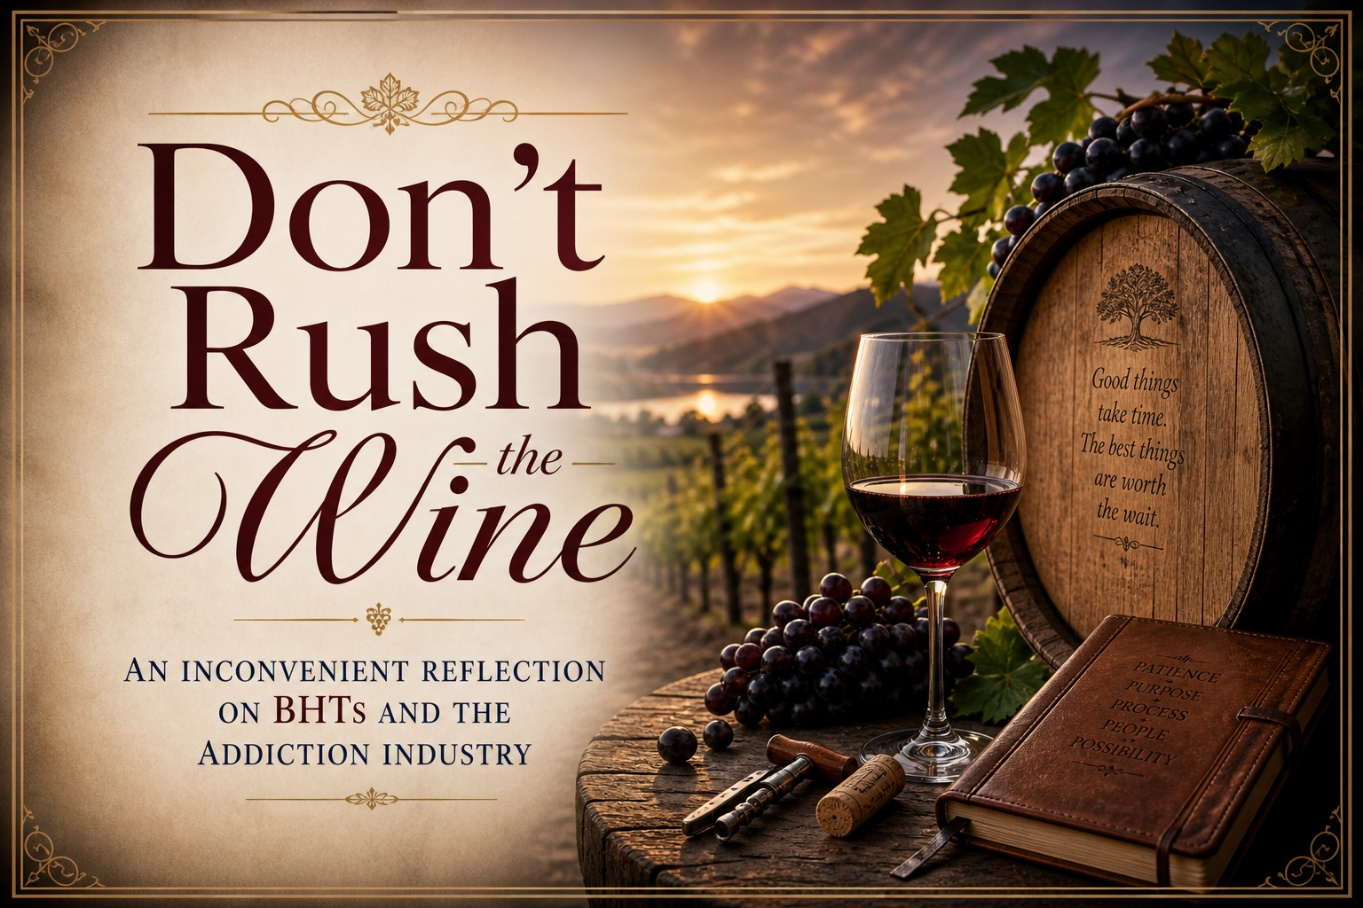 Don't
Rush
the
Wine
An inconvenient reflection
on BHTs and the
Addiction industry
Good things
take time.
The best things
are worth
the wait.
PATIENCE
PURPOSE
PROCESS
PEOPLE
POSSIBILITY